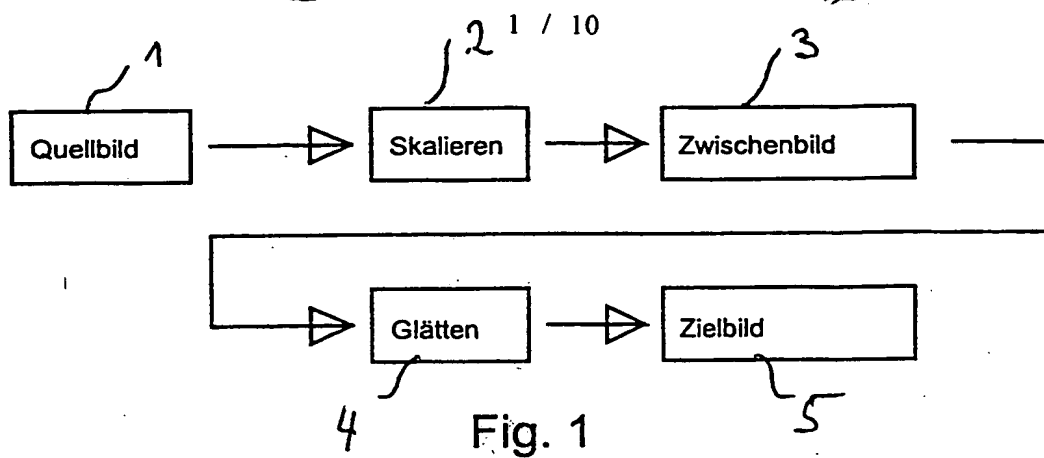 1 / 10
1 2 3
Quellbild Skalieren Zwischenbild
Glätten Zielbild
4 5
Fig. 1